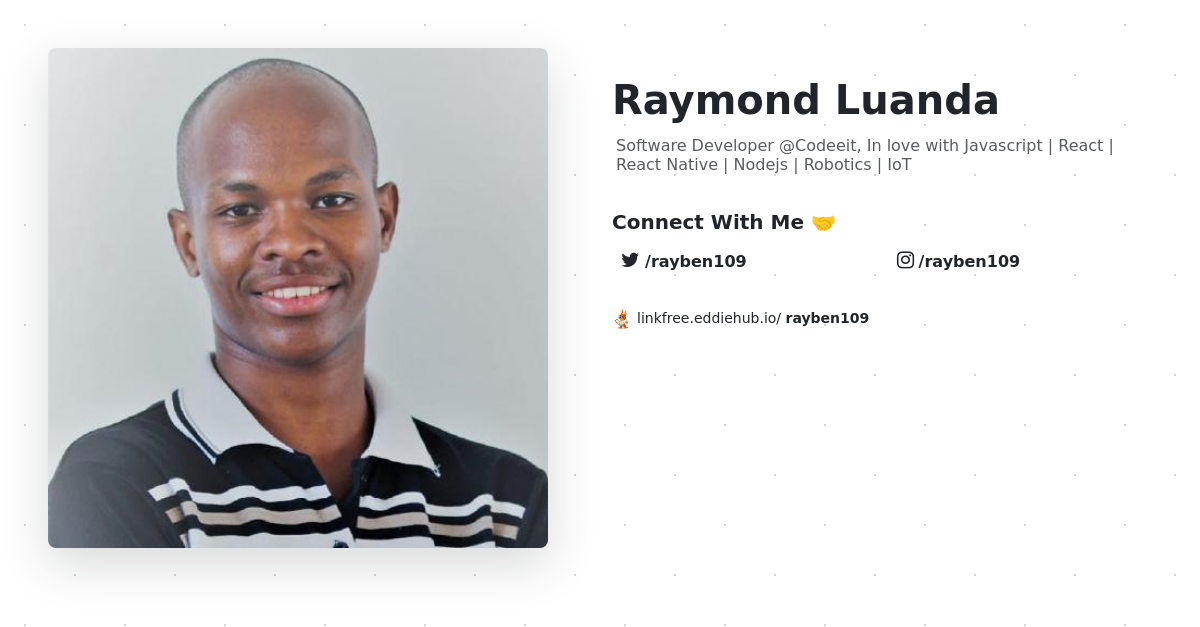 Raymond Luanda
Software Developer @Codeeit, In love with Javascript | React |
React Native | Nodejs | Robotics | IoT
Connect With Me 🤝
/rayben109
/rayben109
linkfree.eddiehub.io/ rayben109